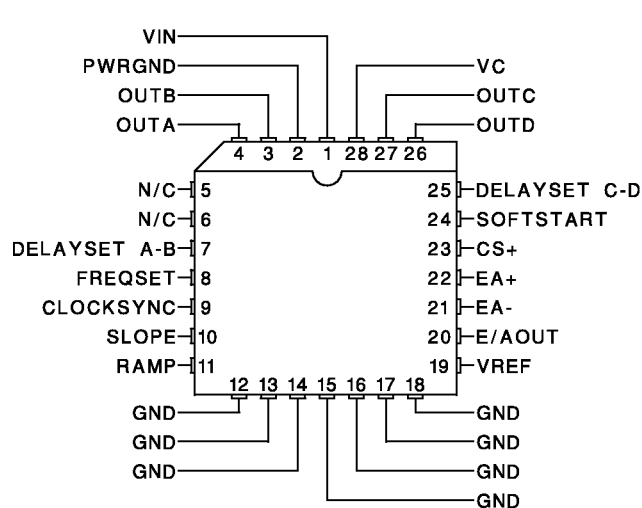 VIN
PWRGND VC
OUTB OUTC
OUTA OUTD
4 3 2 1 28 27 26
N/C 5 25 DELAYSET C-D
N/C 6 24 SOFTSTART
DELAYSET A-B 7 23 CS+
FREQSET 8 22 EA+
CLOCKSYNC 9 21 EA-
SLOPE 10 20 E/AOUT
RAMP 11 19 VREF
12 13 14 15 16 17 18
GND GND
GND GND
GND GND
GND